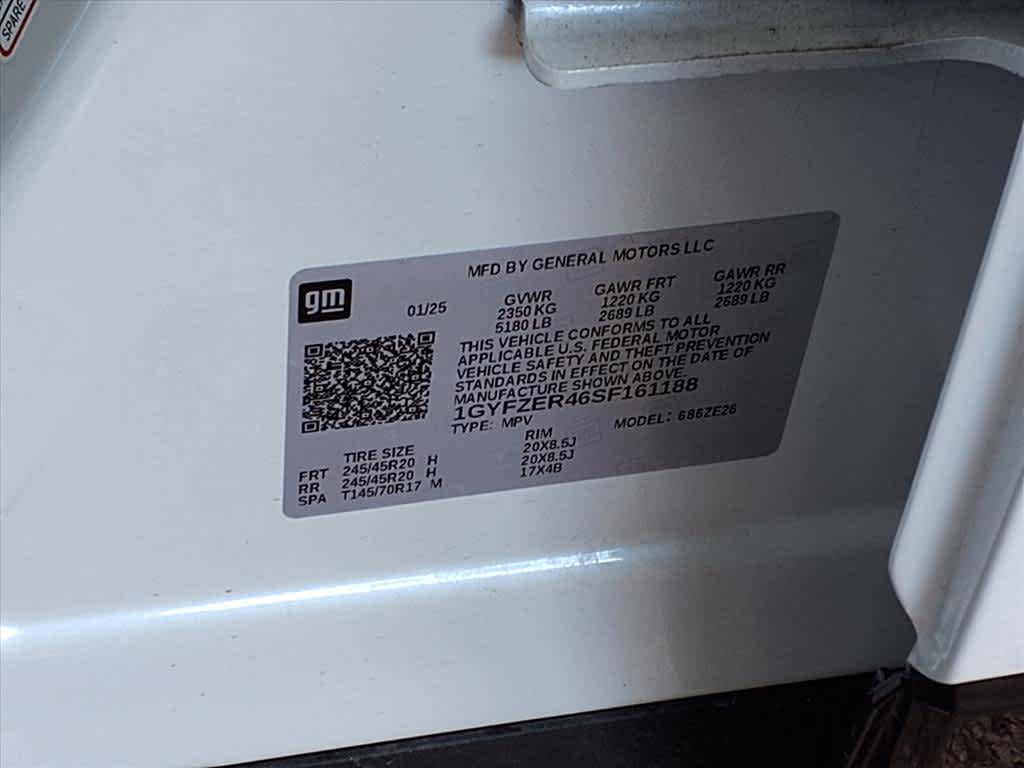 SPARE
MFD BY GENERAL MOTORS LLC
gm
01/25
GVWR GAWR FRT GAWR RR
2350 KG 1220 KG 1220 KG
5180 LB 2689 LB 2689 LB
THIS VEHICLE CONFORMS TO ALL
APPLICABLE U.S. FEDERAL MOTOR
VEHICLE SAFETY AND THEFT PREVENTION
STANDARDS IN EFFECT ON THE DATE OF
MANUFACTURE SHOWN ABOVE.
1GYFZER46SF161188
TYPE: MPV MODEL: 686ZE26
TIRE SIZE RIM
FRT 245/45R20 H 20X8.5J
RR 245/45R20 H 20X8.5J
SPA T145/70R17 M 17X4B